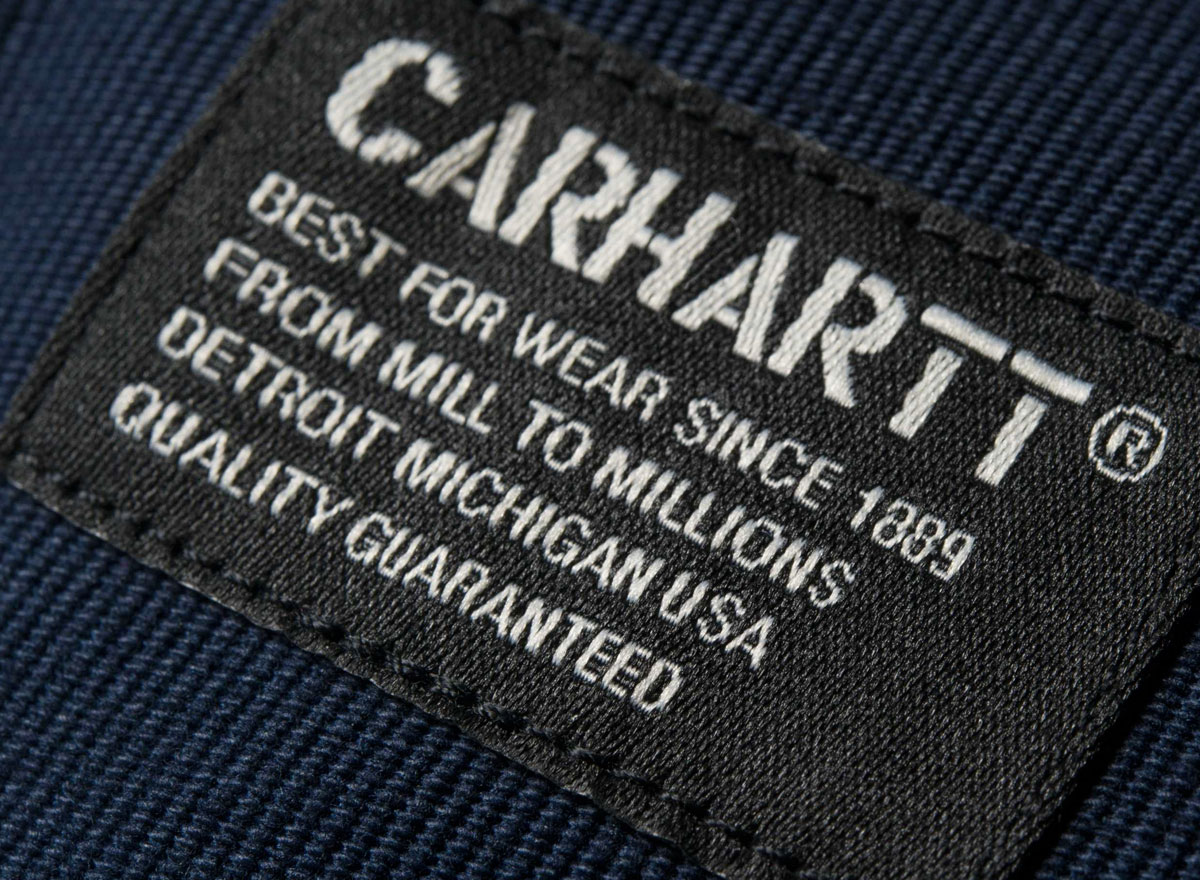 CARHARTT®
BEST FOR WEAR SINCE 1889
FROM MILL TO MILLIONS
DETROIT MICHIGAN USA
QUALITY GUARANTEED